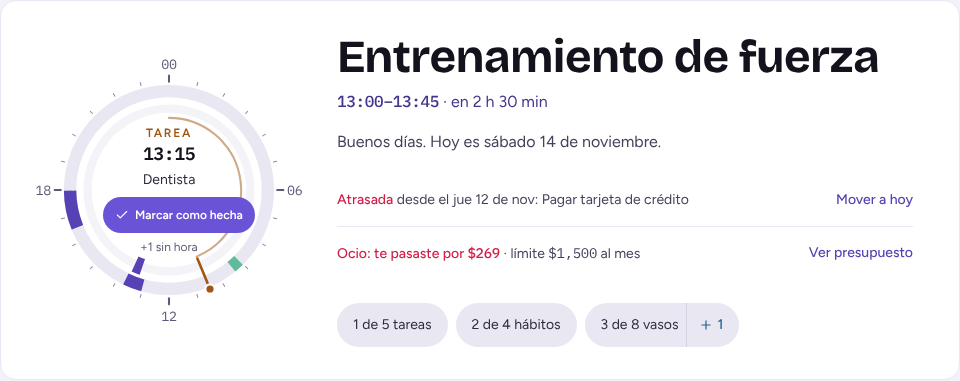 00
18
06
12
TAREA
13:15
Dentista
Marcar como hecha
+1 sin hora
Entrenamiento de fuerza
13:00–13:45 · en 2 h 30 min
Buenos días. Hoy es sábado 14 de noviembre.
Atrasada desde el jue 12 de nov: Pagar tarjeta de crédito
Mover a hoy
Ocio: te pasaste por $269 · límite $1,500 al mes
Ver presupuesto
1 de 5 tareas
2 de 4 hábitos
3 de 8 vasos
+ 1